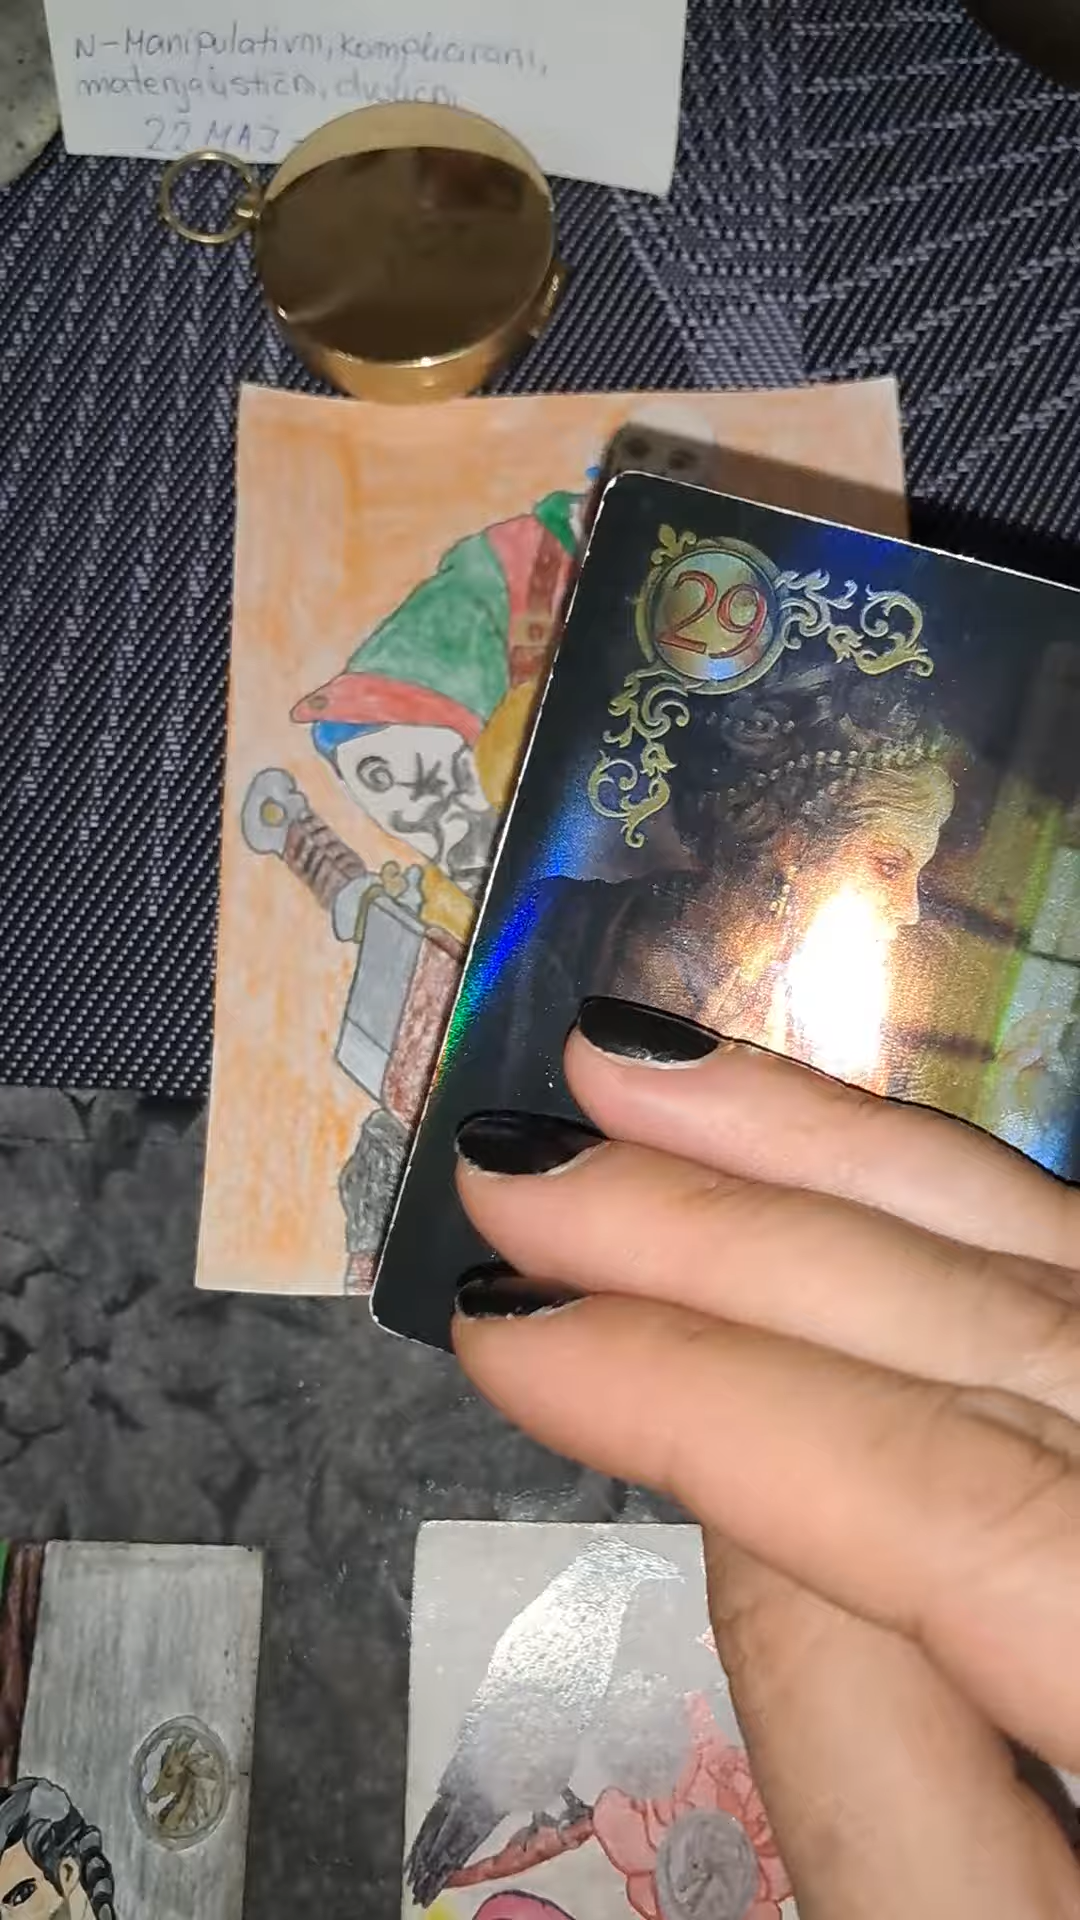 N-Manipulativni, komplicirani,
materijalistični, dvolični
22 MAJ -
29